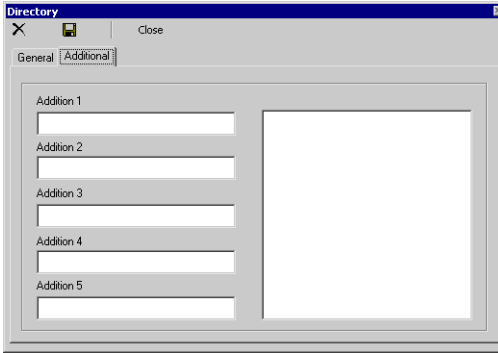 Directory
Close
General Additional
Addition 1
Addition 2
Addition 3
Addition 4
Addition 5